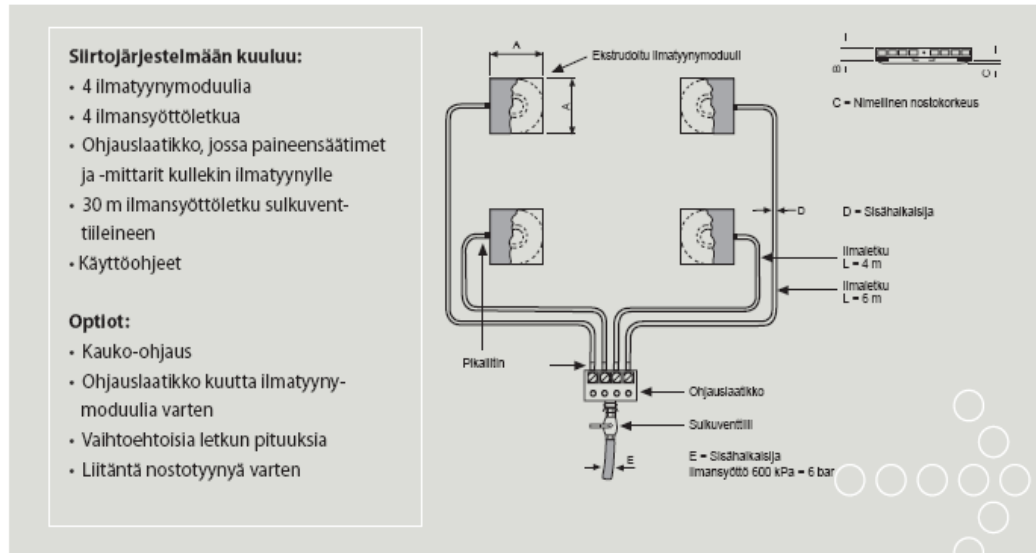 Siirtojärjestelmään kuuluu:
• 4 ilmatyynymoduulia
• 4 ilmansyöttöletkua
• Ohjauslaatikko, jossa paineensäätimet
ja -mittarit kullekin ilmatyynylle
• 30 m ilmansyöttöletku sulkuvent-
tiileineen
• Käyttöohjeet
Optiot:
• Kauko-ohjaus
• Ohjauslaatikko kuutta ilmatyyny-
moduulia varten
• Vaihtoehtoisia letkun pituuksia
• Liitäntä nostotyynyä varten
A
Ekstrudoitu ilmatyynymoduuli
A
B
C
C = Nimellinen nostokorkeus
D
D = Sisähalkaisija
Ilmaletku
L = 4 m
Ilmaletku
L = 6 m
Pikaliitin
Ohjauslaatikko
Sulkuventtiili
E
E = Sisähalkaisija
Ilmansyöttö 600 kPa = 6 bar